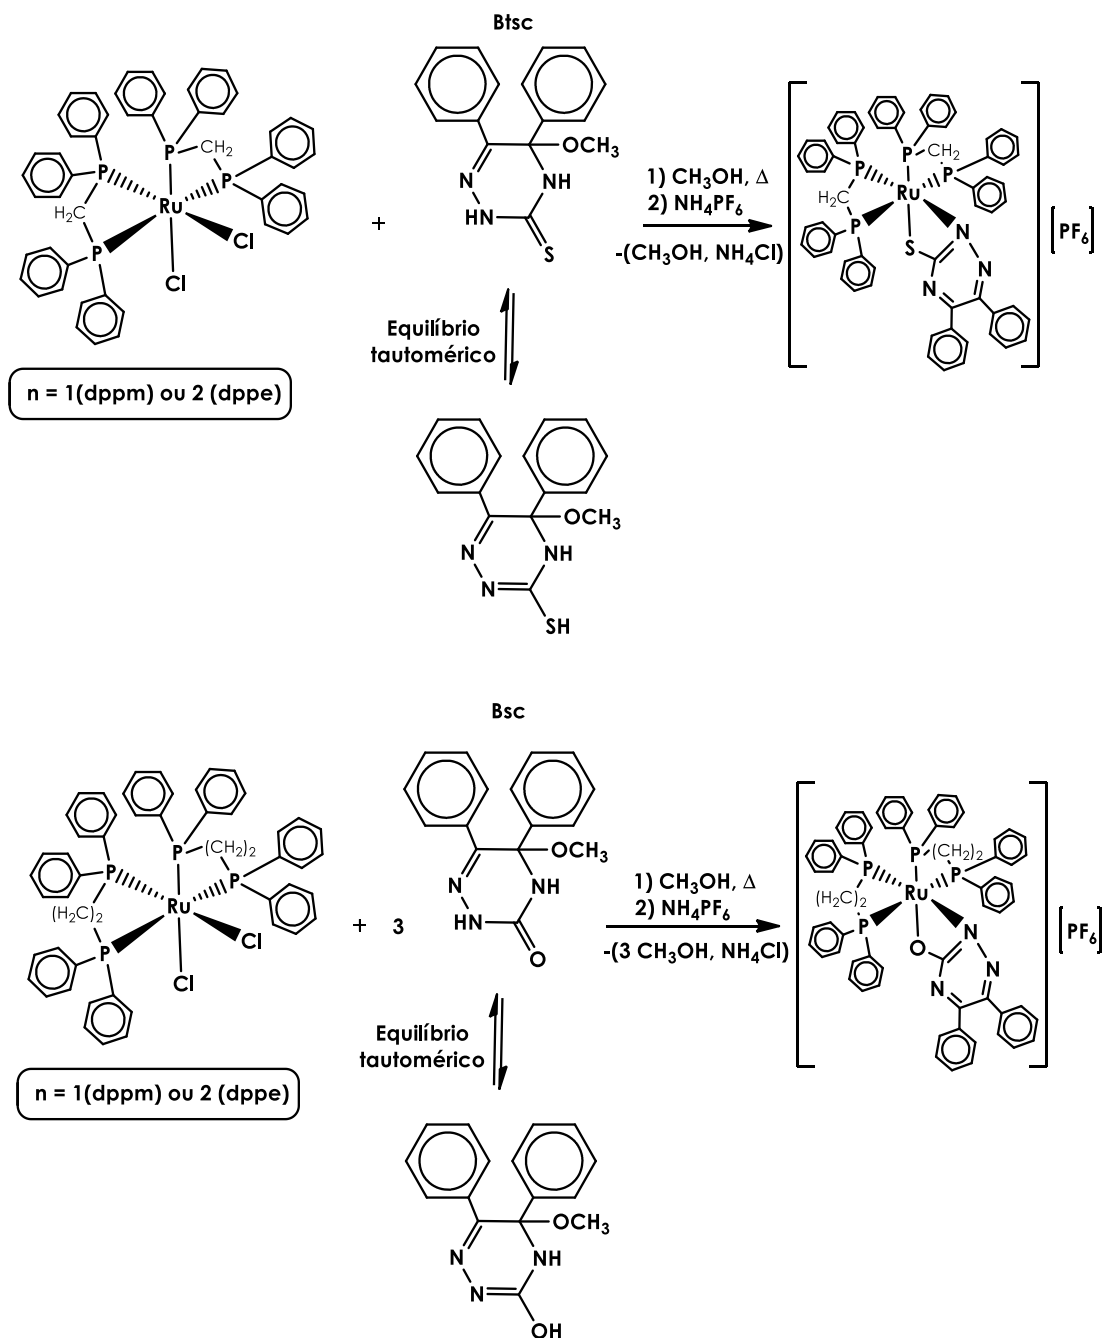 Btsc
P
P
CH₂
P
P
H₂C
Ru
Cl
Cl
+
N
HN
NH
OCH₃
S
1) CH₃OH, Δ
2) NH₄PF₆
-(CH₃OH, NH₄Cl)
P
P
CH₂
P
P
H₂C
Ru
S
N
N
N
[PF₆]
Equilíbrio
tautomérico
n = 1(dppm) ou 2 (dppe)
OCH₃
N
NH
N
SH
Bsc
P
P
(CH₂)₂
P
P
(H₂C)₂
Ru
Cl
Cl
+ 3
OCH₃
N
NH
HN
O
1) CH₃OH, Δ
2) NH₄PF₆
-(3 CH₃OH, NH₄Cl)
P
P
(CH₂)₂
P
P
(H₂C)₂
Ru
O
N
N
N
[PF₆]
Equilíbrio
tautomérico
n = 1(dppm) ou 2 (dppe)
OCH₃
N
NH
N
OH